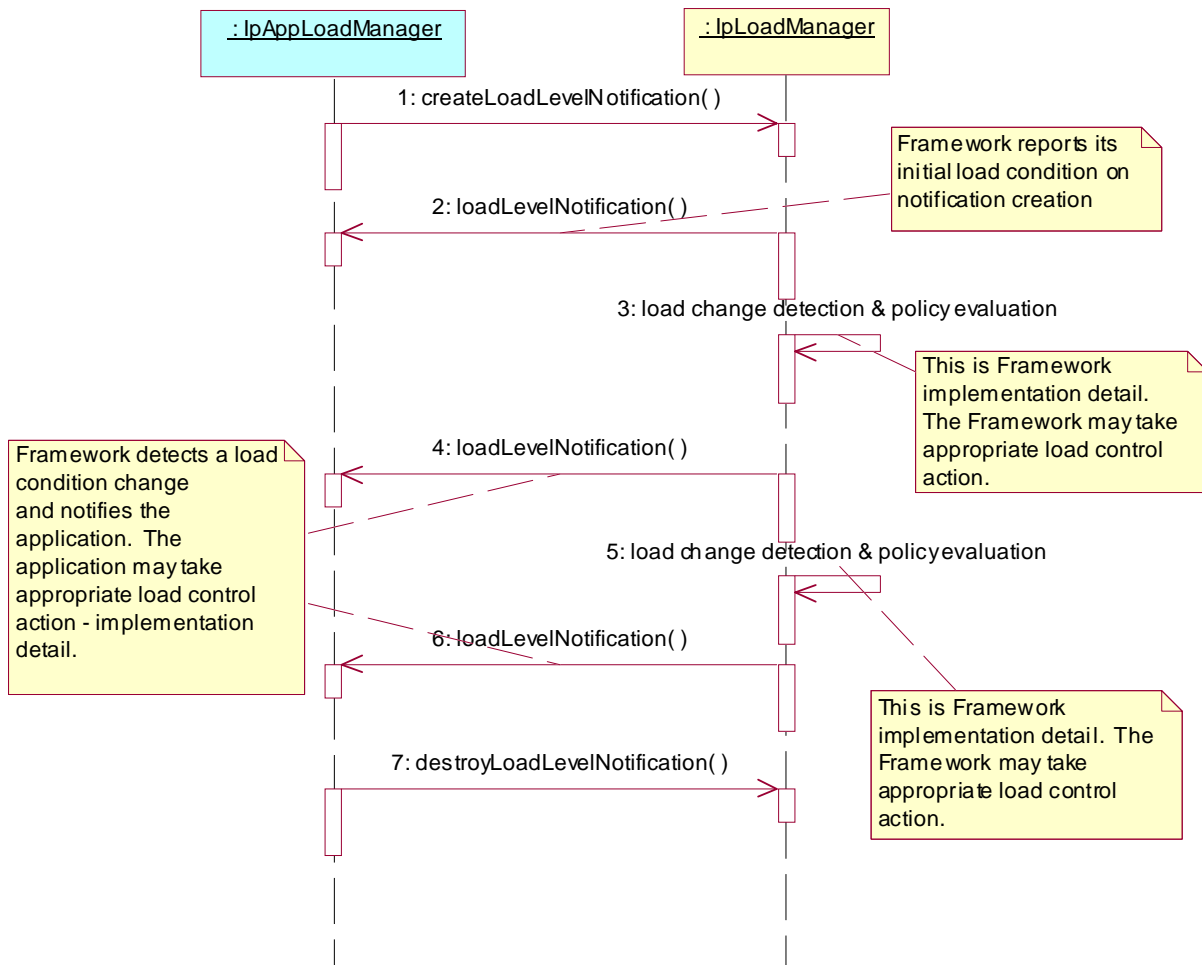 : IpAppLoadManager
: IpLoadManager
1: createLoadLevelNotification( )
Framework reports its
initial load condition on
notification creation
2: loadLevelNotification( )
3: load change detection & policy evaluation
This is Framework
implementation detail.
The Framework may take
appropriate load control
action.
4: loadLevelNotification( )
Framework detects a load
condition change
and notifies the
application. The
application may take
appropriate load control
action - implementation
detail.
5: load change detection & policy evaluation
6: loadLevelNotification( )
This is Framework
implementation detail. The
Framework may take
appropriate load control
action.
7: destroyLoadLevelNotification( )